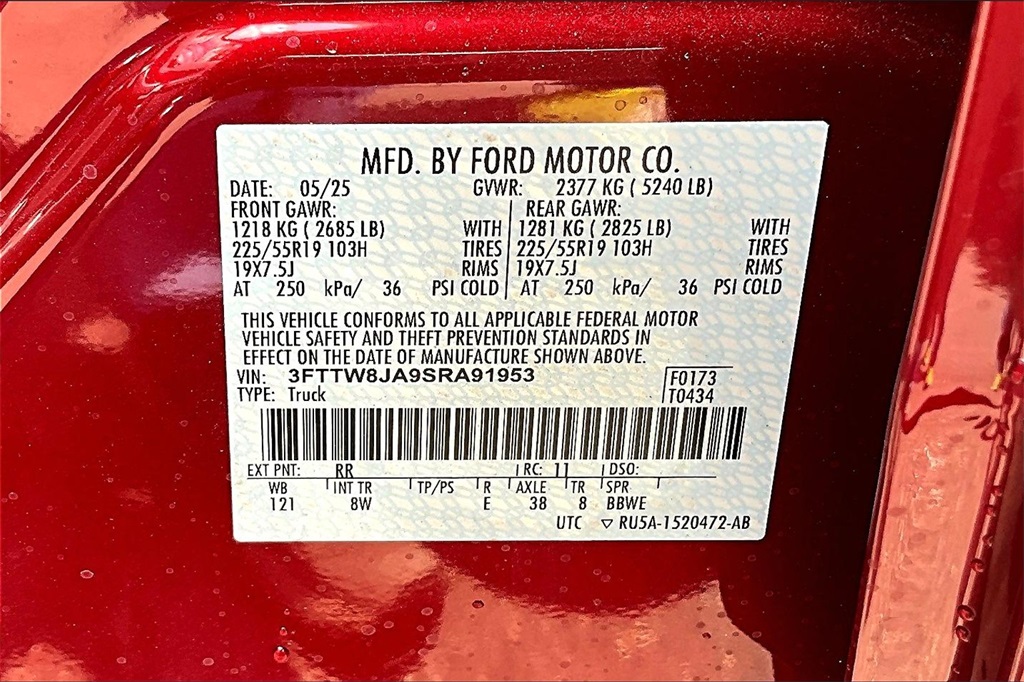 MFD. BY FORD MOTOR CO.
DATE: 05/25 GVWR: 2377 KG ( 5240 LB)
FRONT GAWR: REAR GAWR:
1218 KG ( 2685 LB) WITH 1281 KG ( 2825 LB) WITH
225/55R19 103H TIRES 225/55R19 103H TIRES
19X7.5J RIMS 19X7.5J RIMS
AT 250 kPa/ 36 PSI COLD AT 250 kPa/ 36 PSI COLD
THIS VEHICLE CONFORMS TO ALL APPLICABLE FEDERAL MOTOR
VEHICLE SAFETY AND THEFT PREVENTION STANDARDS IN
EFFECT ON THE DATE OF MANUFACTURE SHOWN ABOVE.
VIN: 3FTTW8JA9SRA91953 F0173
TYPE: Truck T0434
EXT PNT: RR RC: 11 DSO:
WB INT TR TP/PS R AXLE TR SPR
121 8W E 38 8 BBWE
UTC ▽ RU5A-1520472-AB